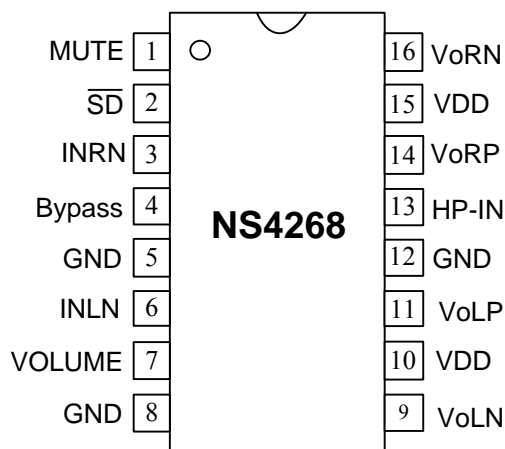 MUTE 1 16 VoRN
S̅D̅ 2 15 VDD
INRN 3 14 VoRP
Bypass 4 13 HP-IN
NS4268
GND 5 12 GND
INLN 6 11 VoLP
VOLUME 7 10 VDD
GND 8 9 VoLN